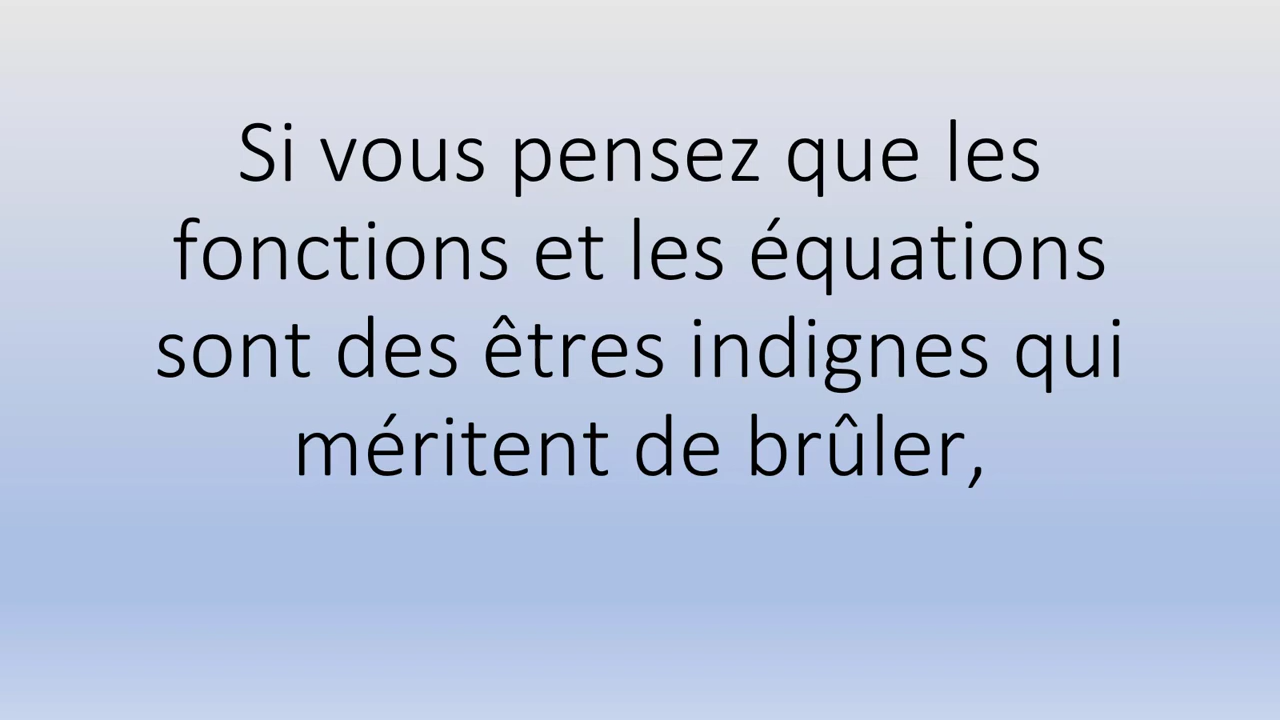 Si vous pensez que les
fonctions et les équations
sont des êtres indignes qui
méritent de brûler,